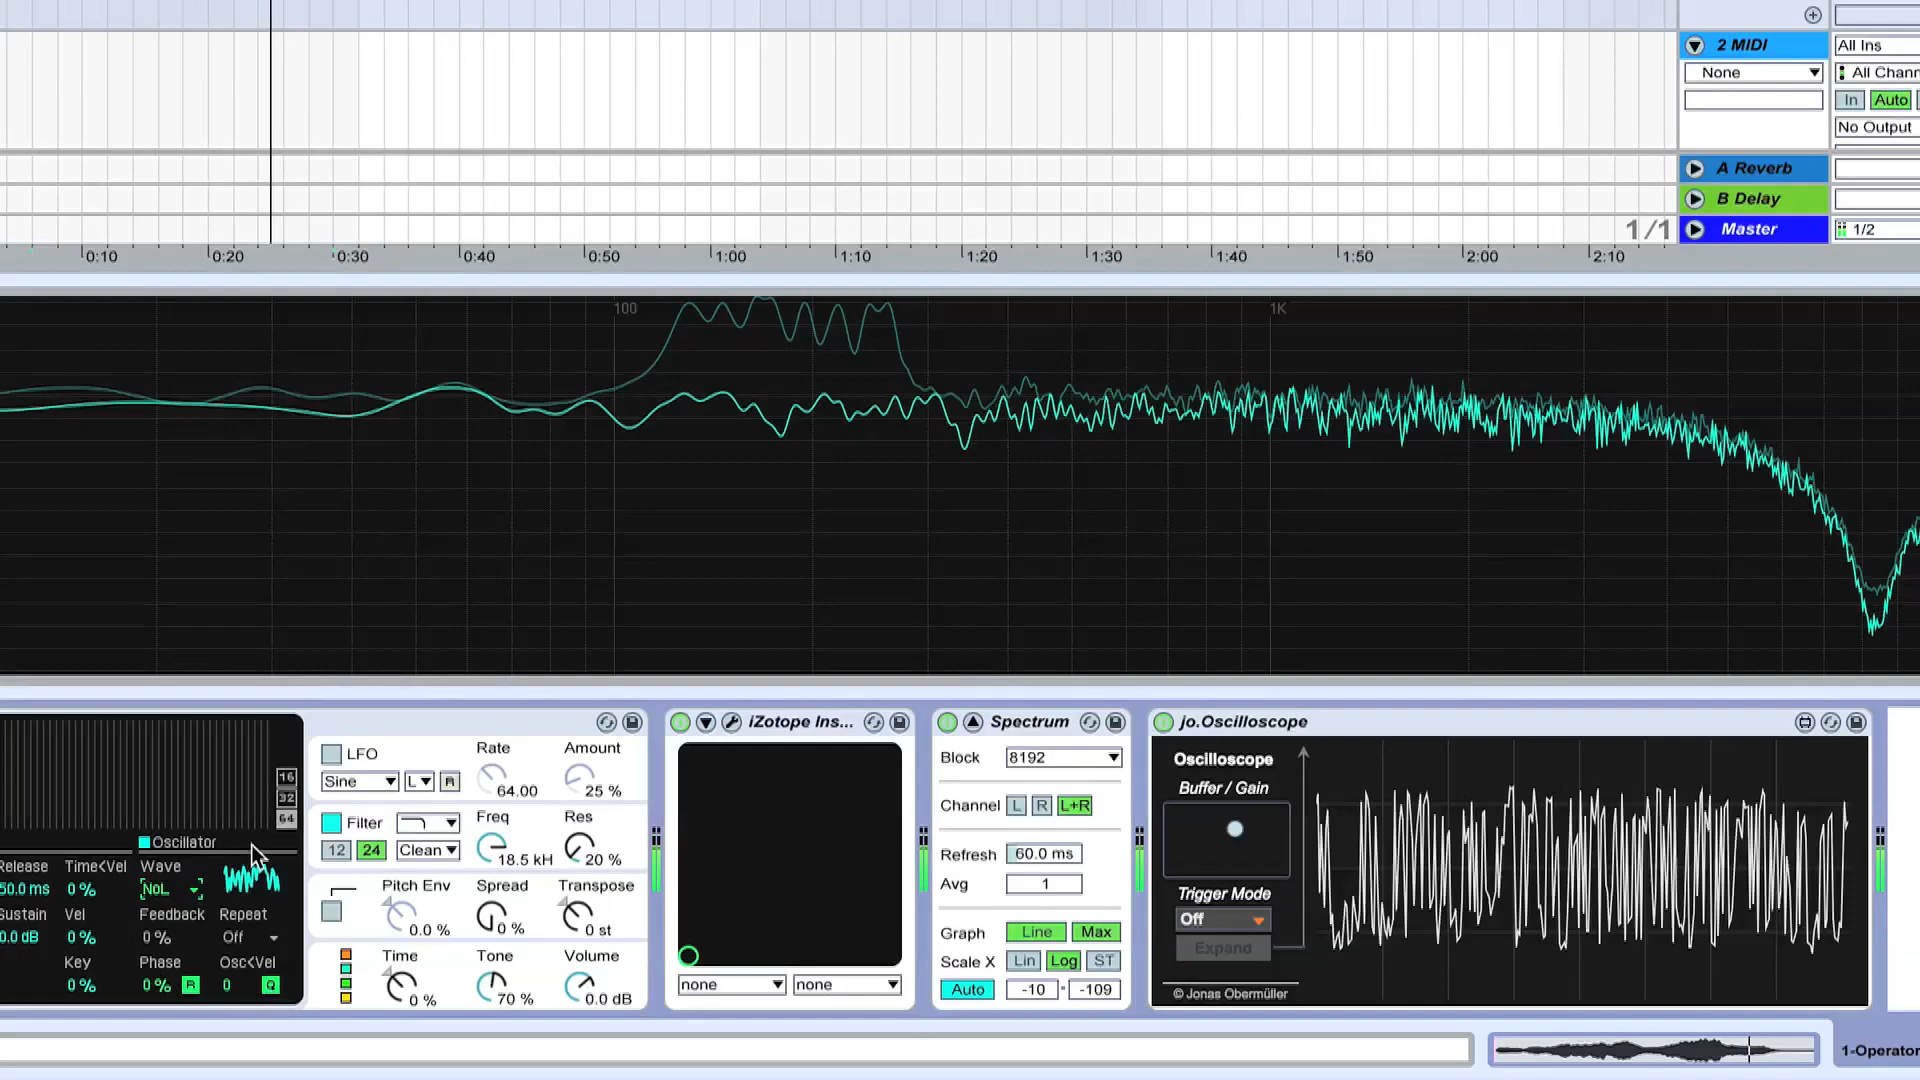 2 MIDI
All Ins
None
All Chann
In Auto
No Output
A Reverb
B Delay
1/1
Master
1/2
0:10 0:20 0:30 0:40 0:50 1:00 1:10 1:20 1:30 1:40 1:50 2:00 2:10
100 1K
16
32
64
Oscillator
Release Time<Vel Wave
50.0 ms 0 % NoL
Sustain Vel Feedback Repeat
0.0 dB 0 % 0 % Off
Key Phase Osc<Vel
0 % 0 % R 0 Q
LFO Rate Amount
Sine L R 64.00 25 %
Filter Freq Res
12 24 Clean 18.5 kH 20 %
Pitch Env Spread Transpose
0.0 % 0 % 0 st
Time Tone Volume
0 % 70 % 0.0 dB
iZotope Ins...
none none
Spectrum
Block 8192
Channel L R L+R
Refresh 60.0 ms
Avg 1
Graph Line Max
Scale X Lin Log ST
Auto -10 -109
jo.Oscilloscope
Oscilloscope
Buffer / Gain
Trigger Mode
Off
Expand
© Jonas Obermüller
1-Operator